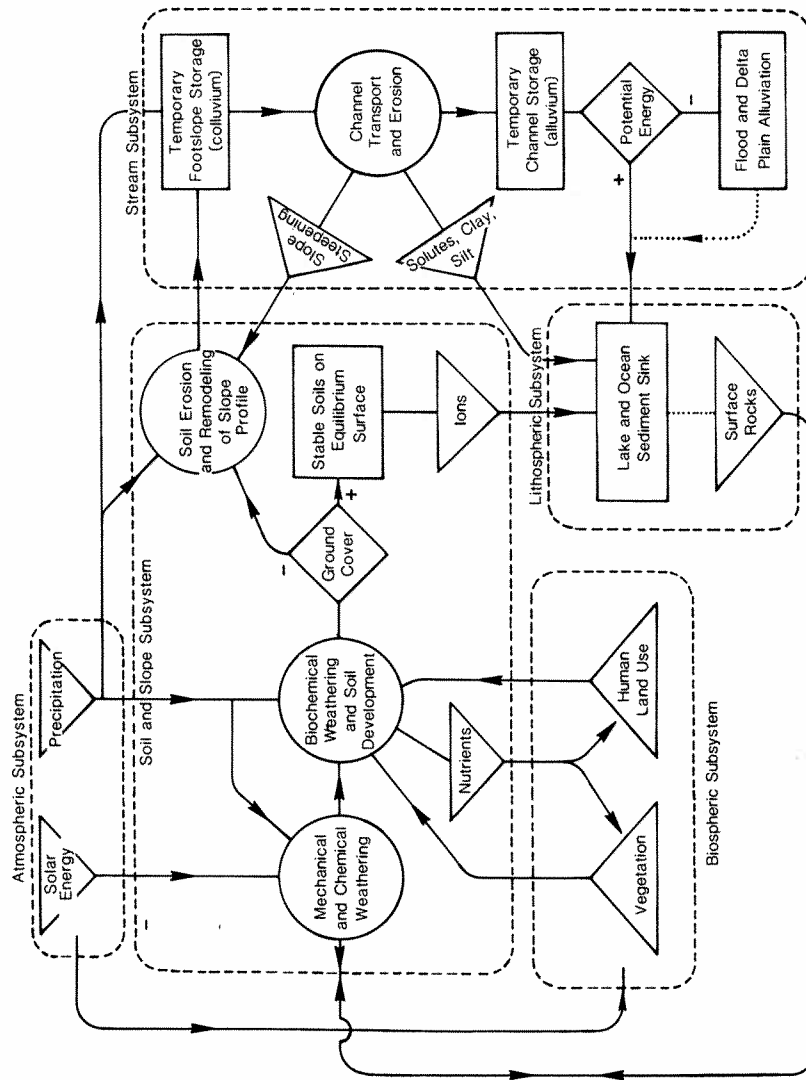 Atmospheric Subsystem
Solar
Energy
Precipitation
Soil and Slope Subsystem
Mechanical
and Chemical
Weathering
Biochemical
Weathering
and Soil
Development
Nutrients
-
Ground
Cover
+
Soil Erosion
and Remodeling
of Slope
Profile
Stable Soils on
Equilibrium
Surface
Ions
Biospheric Subsystem
Vegetation
Human
Land Use
Stream Subsystem
Temporary
Footslope Storage
(colluvium)
Slope
Steepening
Channel
Transport
and Erosion
Solutes, Clay,
Silt
Temporary
Channel Storage
(alluvium)
+
Potential
Energy
-
Flood and Delta
Plain Alluviation
Lithospheric Subsystem
Lake and Ocean
Sediment Sink
Surface
Rocks